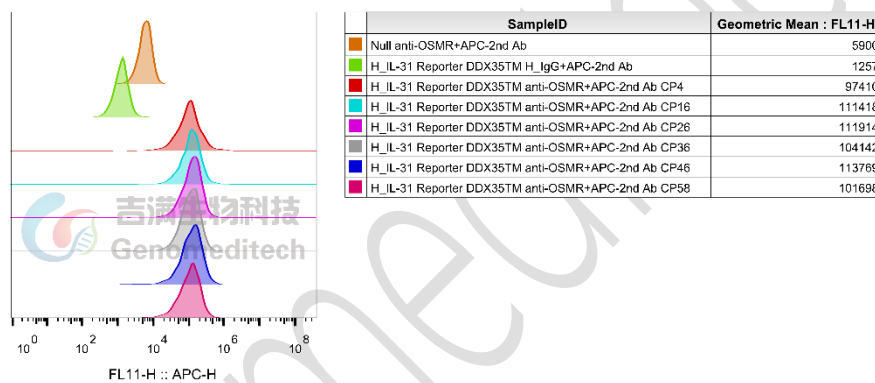 SampleID Geometric Mean : FL11-H
Null anti-OSMR+APC-2nd Ab 5900
H_IL-31 Reporter DDX35TM H_IgG+APC-2nd Ab 1257
H_IL-31 Reporter DDX35TM anti-OSMR+APC-2nd Ab CP4 97410
H_IL-31 Reporter DDX35TM anti-OSMR+APC-2nd Ab CP16 111418
H_IL-31 Reporter DDX35TM anti-OSMR+APC-2nd Ab CP26 111914
H_IL-31 Reporter DDX35TM anti-OSMR+APC-2nd Ab CP36 104142
H_IL-31 Reporter DDX35TM anti-OSMR+APC-2nd Ab CP46 113769
H_IL-31 Reporter DDX35TM anti-OSMR+APC-2nd Ab CP58 101698
吉满生物科技
Genomeditech
10^0 10^2 10^4 10^6 10^8
FL11-H :: APC-H